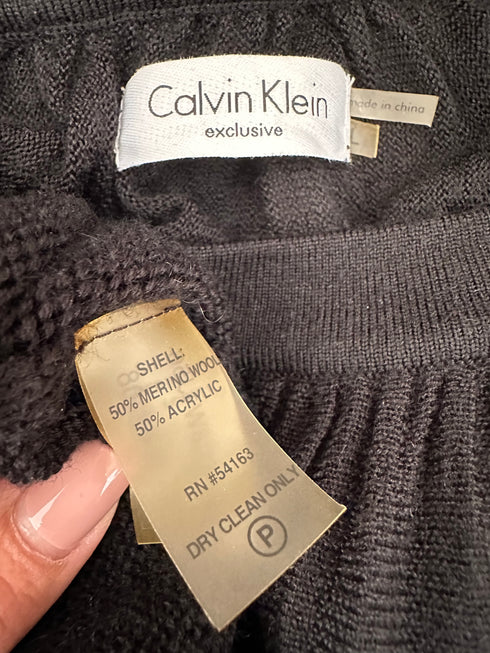 Calvin Klein
exclusive
made in china
L
SHELL:
50% MERINO WOOL
50% ACRYLIC
RN #54163
DRY CLEAN ONLY
P